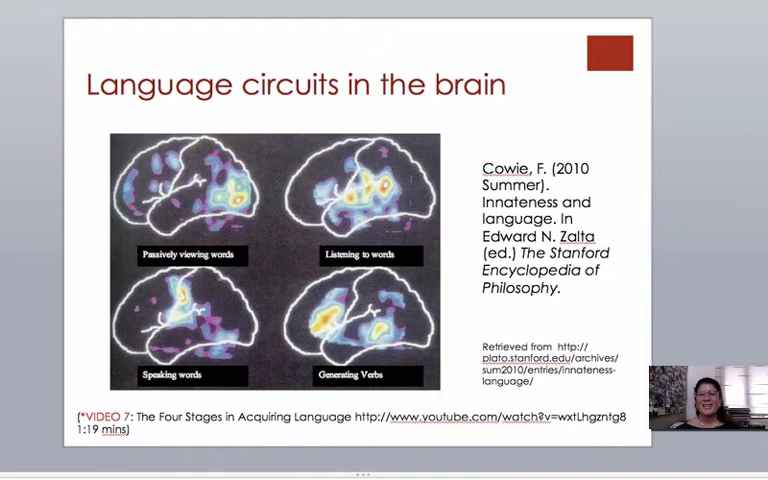 Language circuits in the brain
Passively viewing words
Listening to words
Speaking words
Generating Verbs
Cowie, F. (2010
Summer).
Innateness and
language. In
Edward N. Zalta
(ed.) The Stanford
Encyclopedia of
Philosophy.
Retrieved from http://
plato.stanford.edu/archives/
sum2010/entries/innateness-
language/
(*VIDEO 7: The Four Stages in Acquiring Language http://www.youtube.com/watch?v=wxtLhgzntg8
1:19 mins)